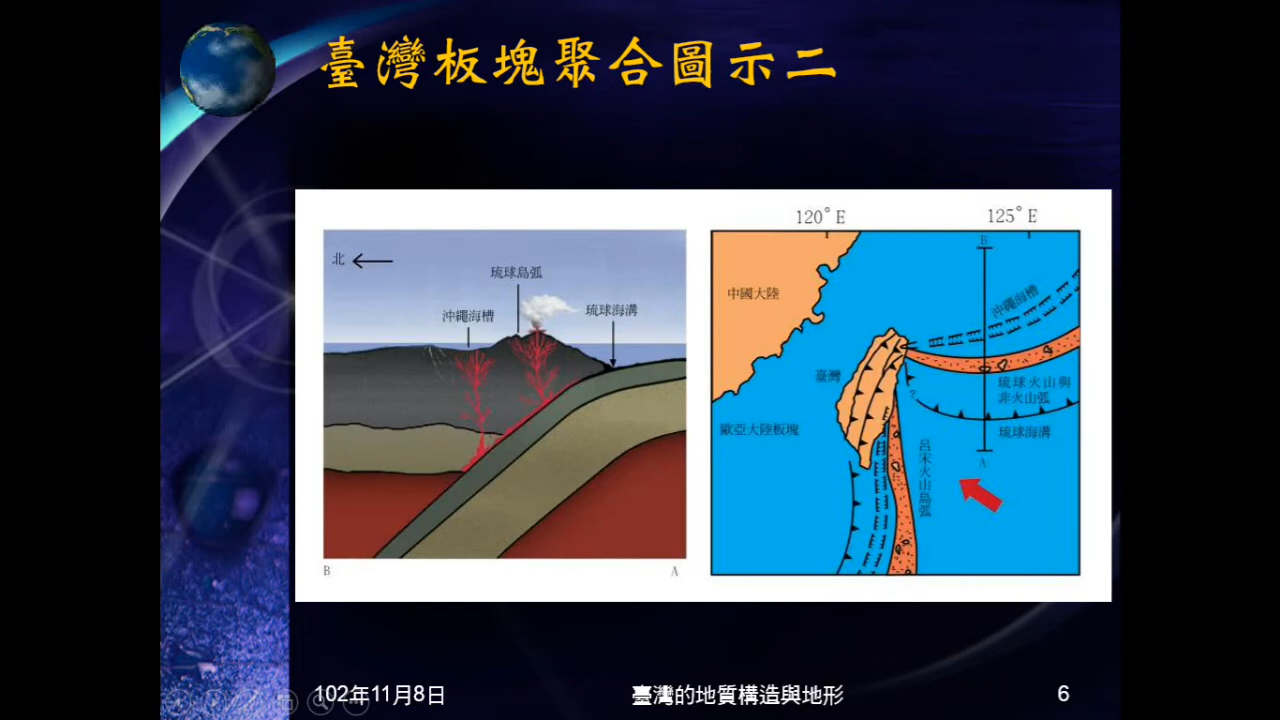 臺灣板塊聚合圖示二
120°E
125°E
北
琉球島弧
沖繩海槽
琉球海溝
B
A
B
中國大陸
沖繩海槽
臺灣
?
琉球火山與
非火山弧
歐亞大陸板塊
琉球海溝
呂宋火山島弧
A
102年11月8日
臺灣的地質構造與地形
6